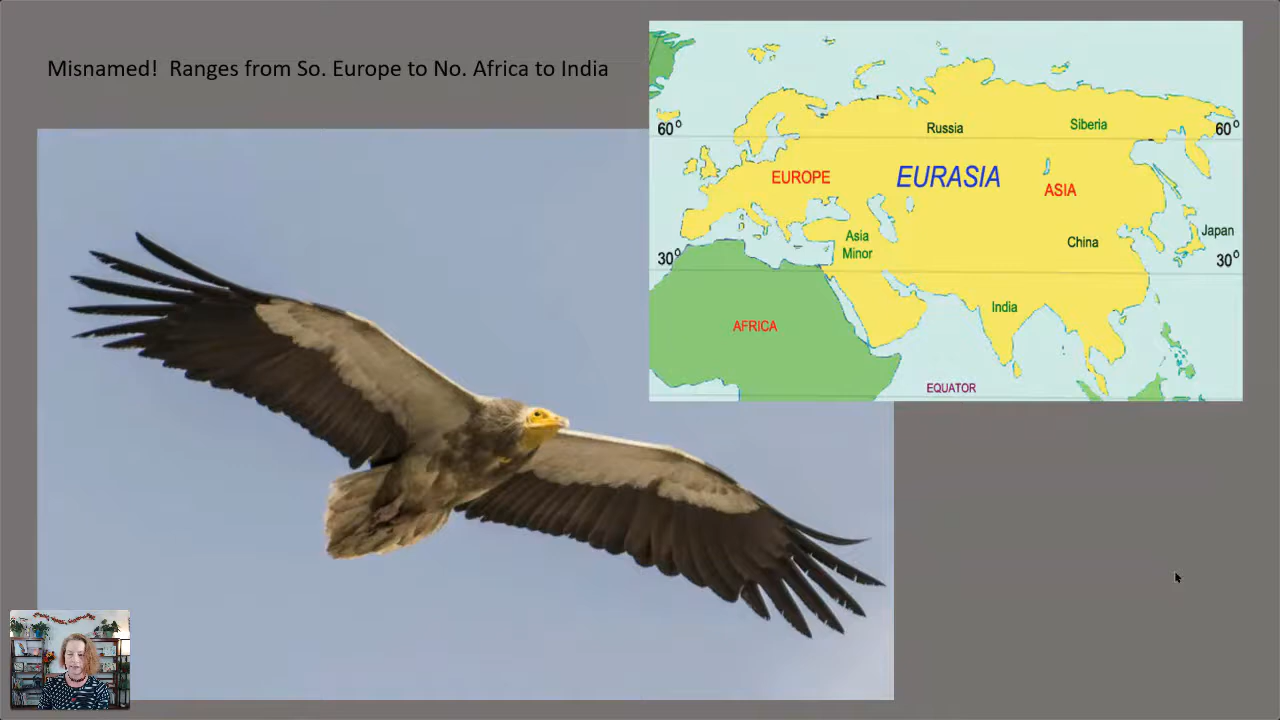 Misnamed!  Ranges from So. Europe to No. Africa to India
60°
Russia
Siberia
60°
EUROPE
EURASIA
ASIA
Asia
Minor
China
Japan
30°
30°
India
AFRICA
EQUATOR